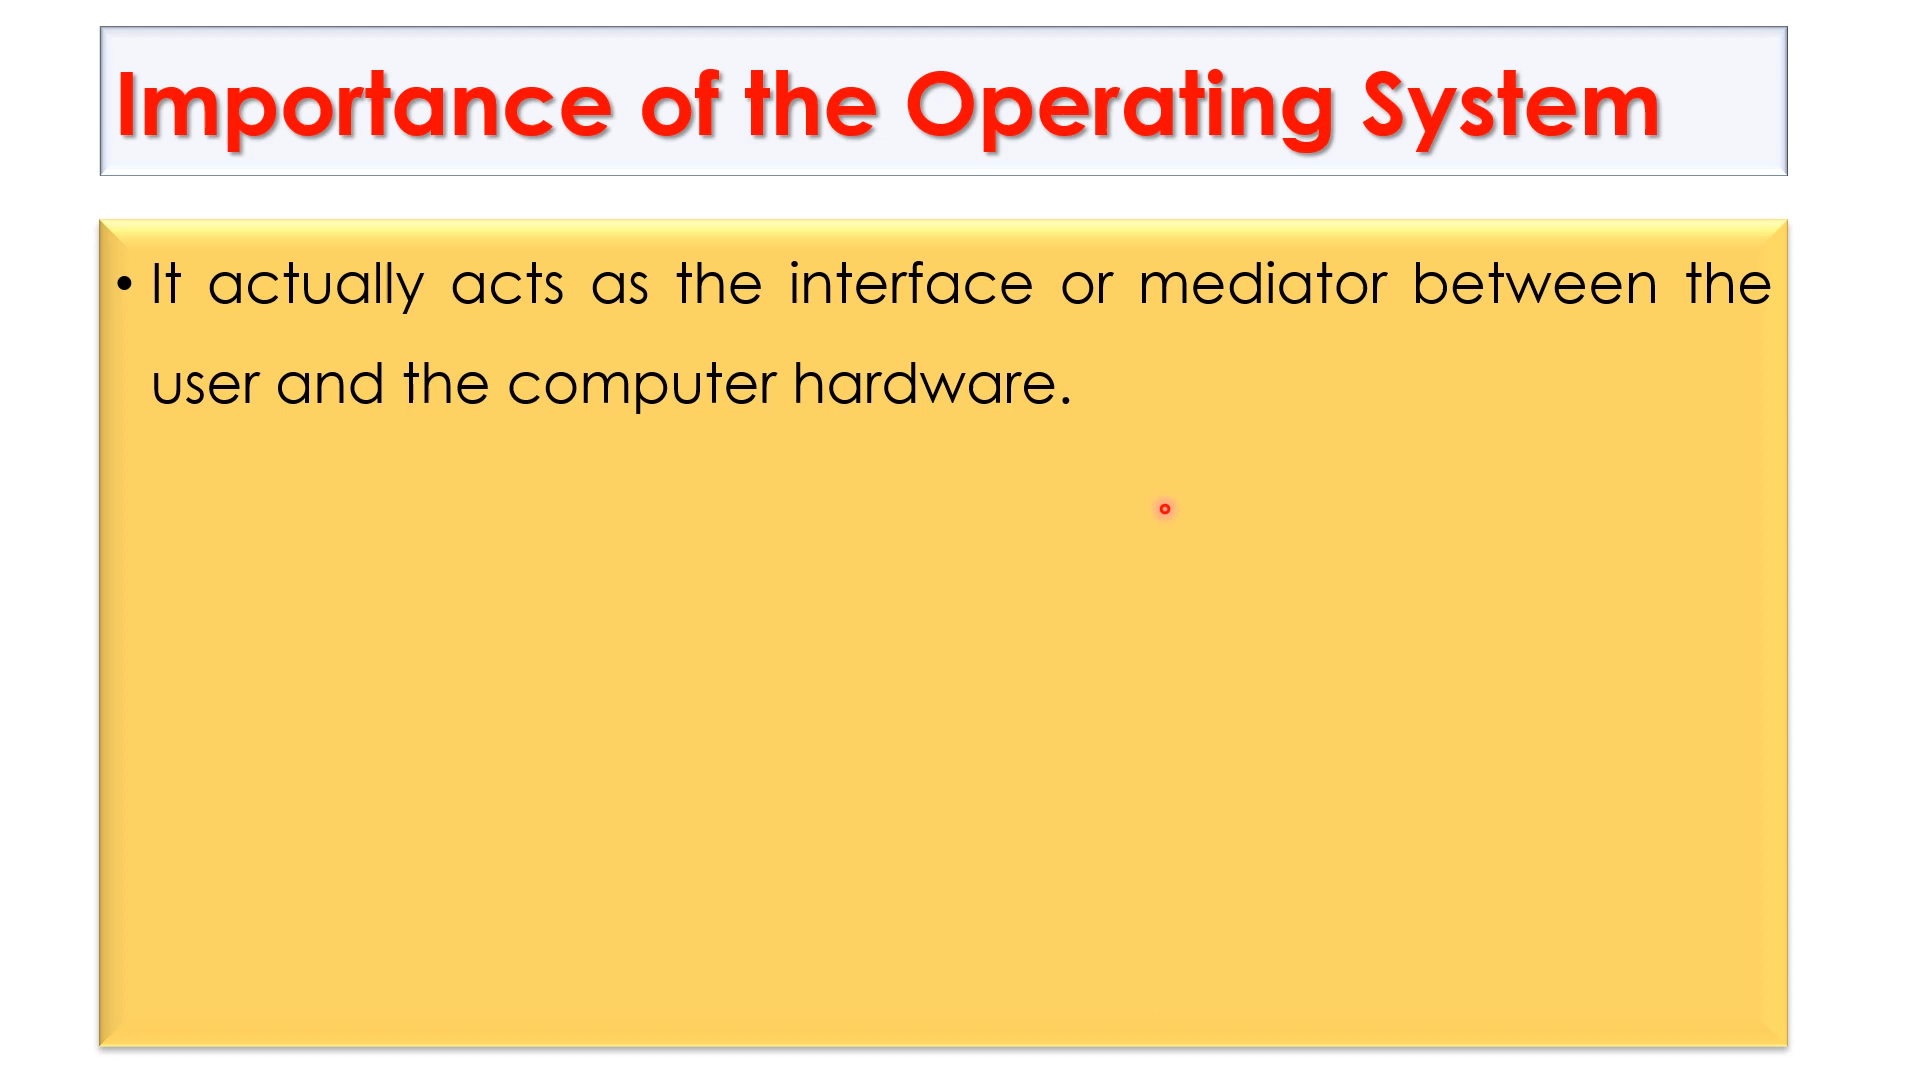 Importance of the Operating System
• It actually acts as the interface or mediator between the
user and the computer hardware.